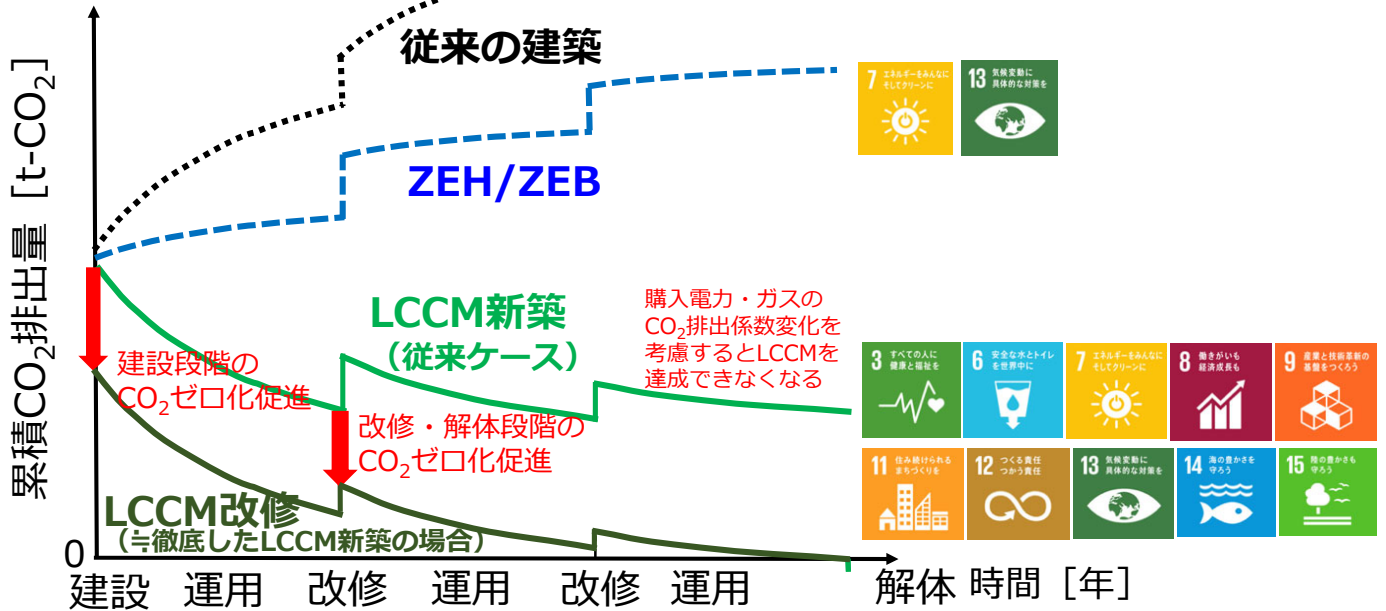 累積CO₂排出量［t-CO₂］
従来の建築
ZEH/ZEB
LCCM新築
（従来ケース）
購入電力・ガスの
CO₂排出係数変化を
考慮するとLCCMを
達成できなくなる
建設段階の
CO₂ゼロ化促進
改修・解体段階の
CO₂ゼロ化促進
LCCM改修
（≒徹底したLCCM新築の場合）
0
建設 運用 改修 運用 改修 運用 解体 時間［年］
7 エネルギーをみんなに
そしてクリーンに
13 気候変動に
具体的な対策を
3 すべての人に
健康と福祉を
6 安全な水とトイレ
を世界中に
7 エネルギーをみんなに
そしてクリーンに
8 働きがいも
経済成長も
9 産業と技術革新の
基盤をつくろう
11 住み続けられる
まちづくりを
12 つくる責任
つかう責任
13 気候変動に
具体的な対策を
14 海の豊かさを
守ろう
15 陸の豊かさも
守ろう